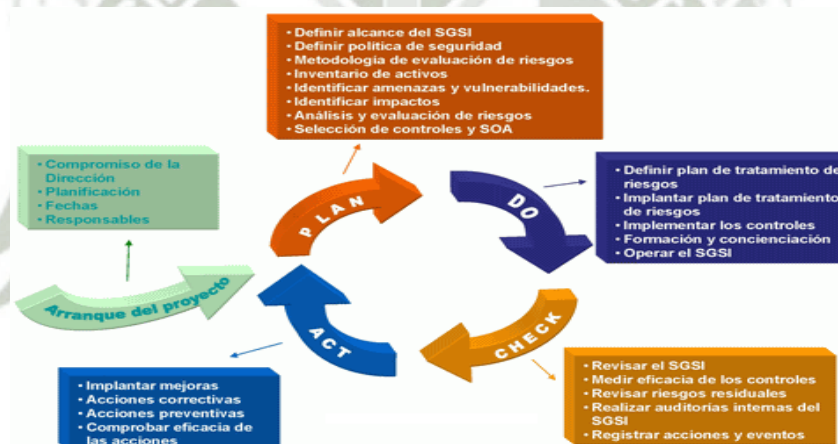 • Definir alcance del SGSI
• Definir política de seguridad
• Metodología de evaluación de riesgos
• Inventario de activos
• Identificar amenazas y vulnerabilidades.
• Identificar impactos
• Análisis y evaluación de riesgos
• Selección de controles y SOA
• Compromiso de la
Dirección
• Planificación
• Fechas
• Responsables
Arranque del proyecto
PLAN
DO
• Definir plan de tratamiento de
riesgos
• Implantar plan de tratamiento
de riesgos
• Implementar los controles
• Formación y concienciación
• Operar el SGSI
CHECK
• Revisar el SGSI
• Medir eficacia de los controles
• Revisar riesgos residuales
• Realizar auditorías internas del
SGSI
• Registrar acciones y eventos
ACT
• Implantar mejoras
• Acciones correctivas
• Acciones preventivas
• Comprobar eficacia de
las acciones